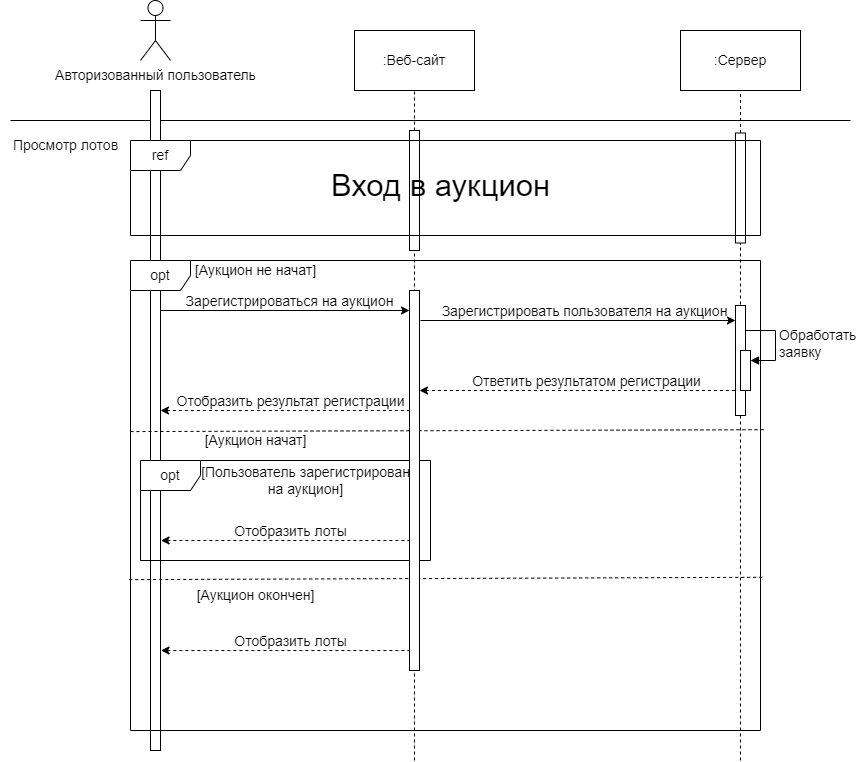 Авторизованный пользователь
:Веб-сайт
:Сервер
Просмотр лотов
ref
Вход в аукцион
opt
[Аукцион не начат]
Зарегистрироваться на аукцион
Зарегистрировать пользователя на аукцион
Обработать
заявку
Ответить результатом регистрации
Отобразить результат регистрации
[Аукцион начат]
opt
[Пользователь зарегистрирован
на аукцион]
Отобразить лоты
[Аукцион окончен]
Отобразить лоты